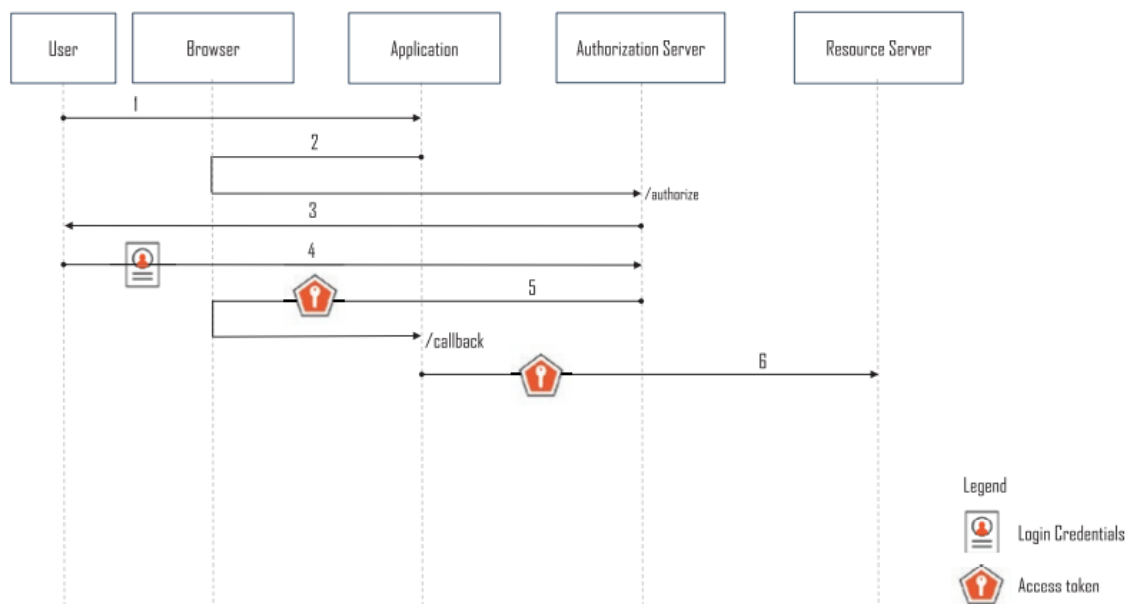 User
Browser
Application
Authorization Server
Resource Server
1
2
/authorize
3
4
5
/callback
6
Legend
Login Credentials
Access token